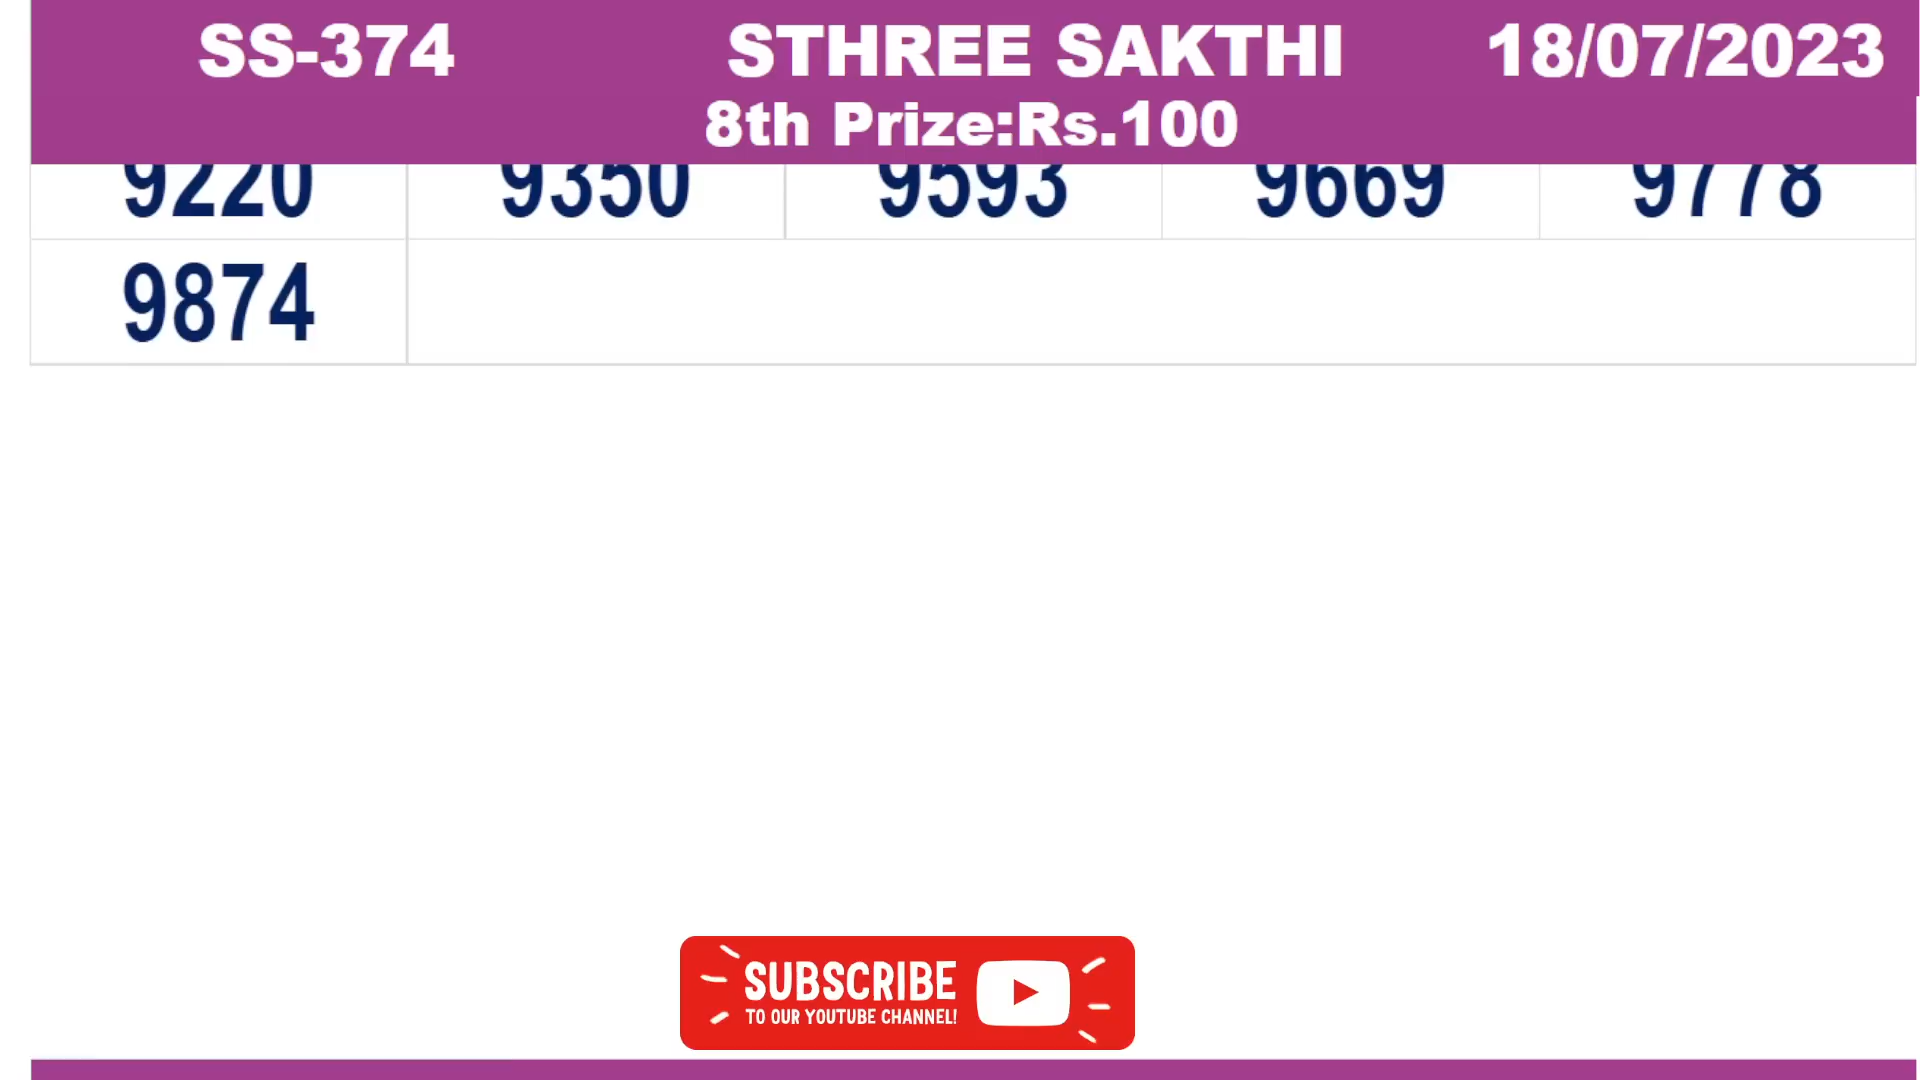 SS-374 STHREE SAKTHI 18/07/2023
8th Prize:Rs.100
9220 9350 9593 9669 9778
9874
SUBSCRIBE
TO OUR YOUTUBE CHANNEL!